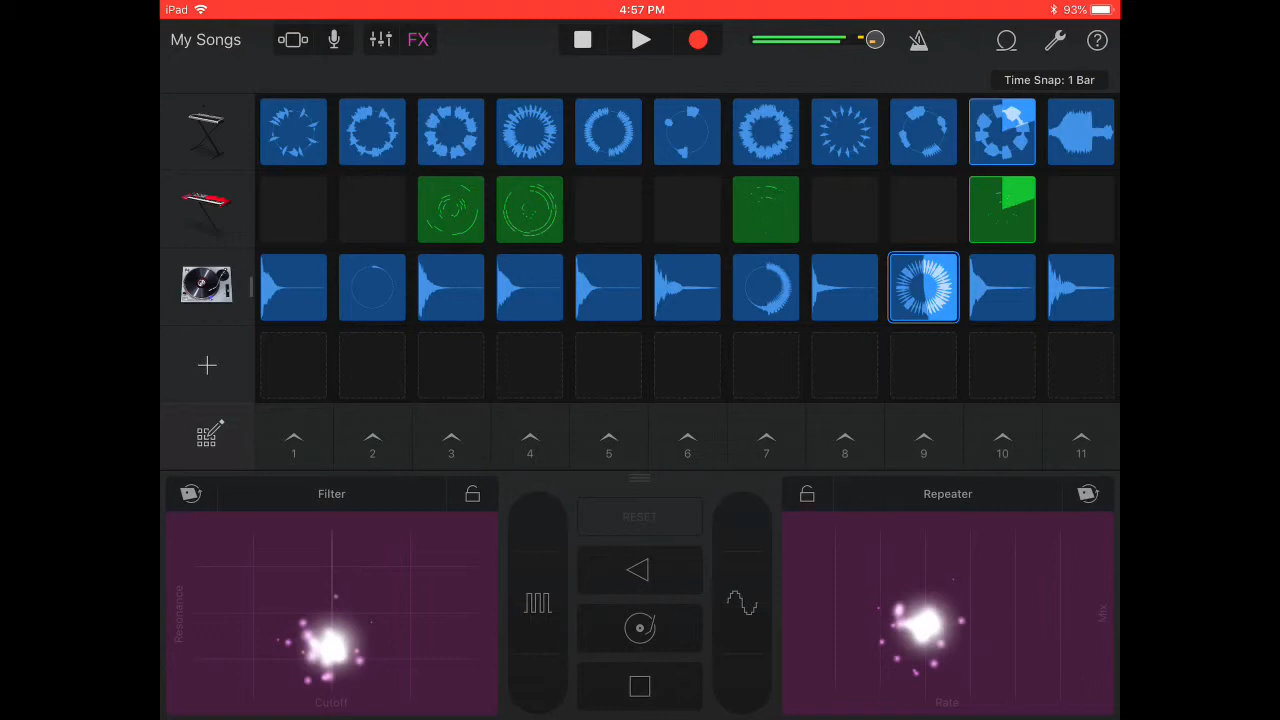 iPad 4:57 PM 93%
My Songs FX
Time Snap: 1 Bar
1 2 3 4 5 6 7 8 9 10 11
Filter RESET Repeater
Resonance Mix
Cutoff Rate